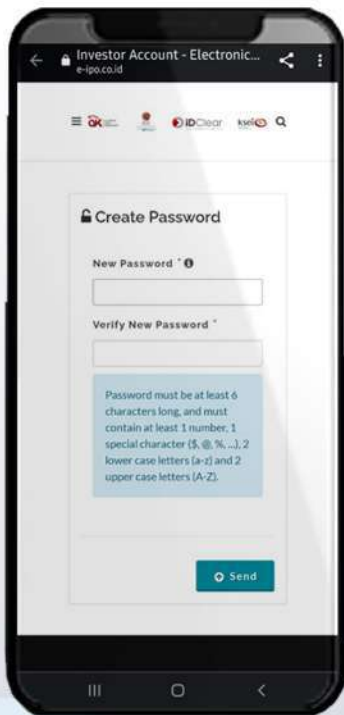 Investor Account - Electronic...
e-ipo.co.id
OK iDClear ksei
Create Password
New Password *
Verify New Password *
Password must be at least 6
characters long, and must
contain at least 1 number, 1
special character ($, @, %, ...), 2
lower case letters (a-z) and 2
upper case letters (A-Z).
Send